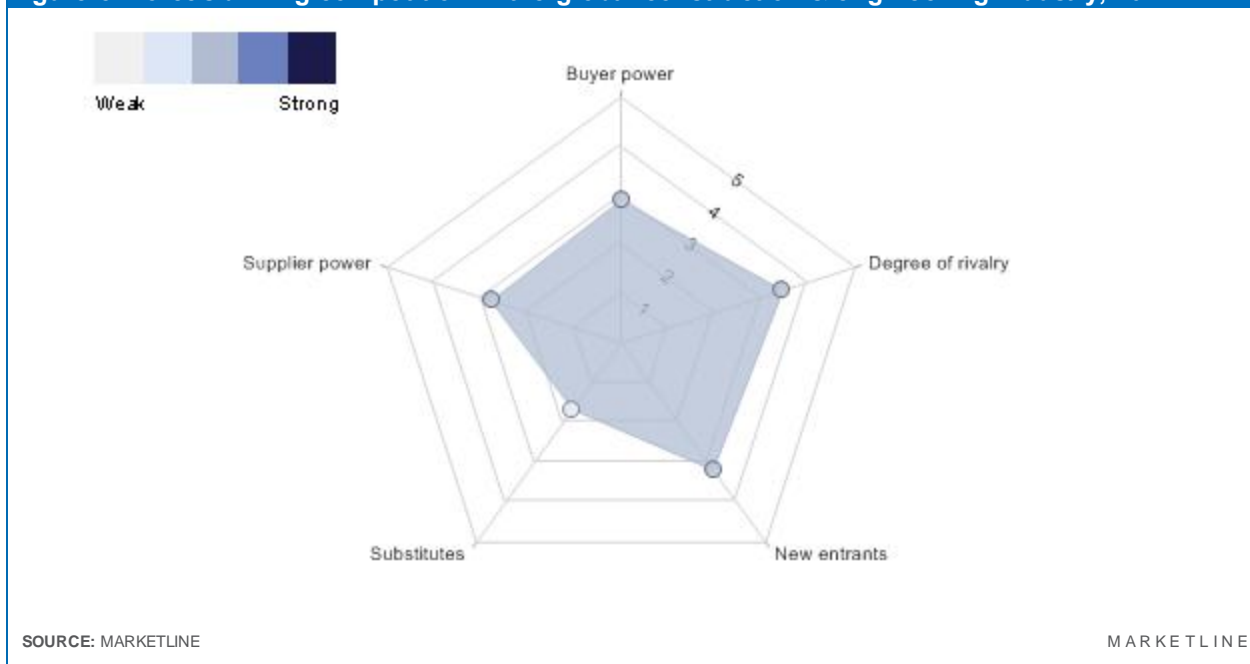 Weak
Strong
Buyer power
5
4
3
Supplier power
Degree of rivalry
2
1
Substitutes
New entrants
SOURCE: MARKETLINE
MARKETLINE